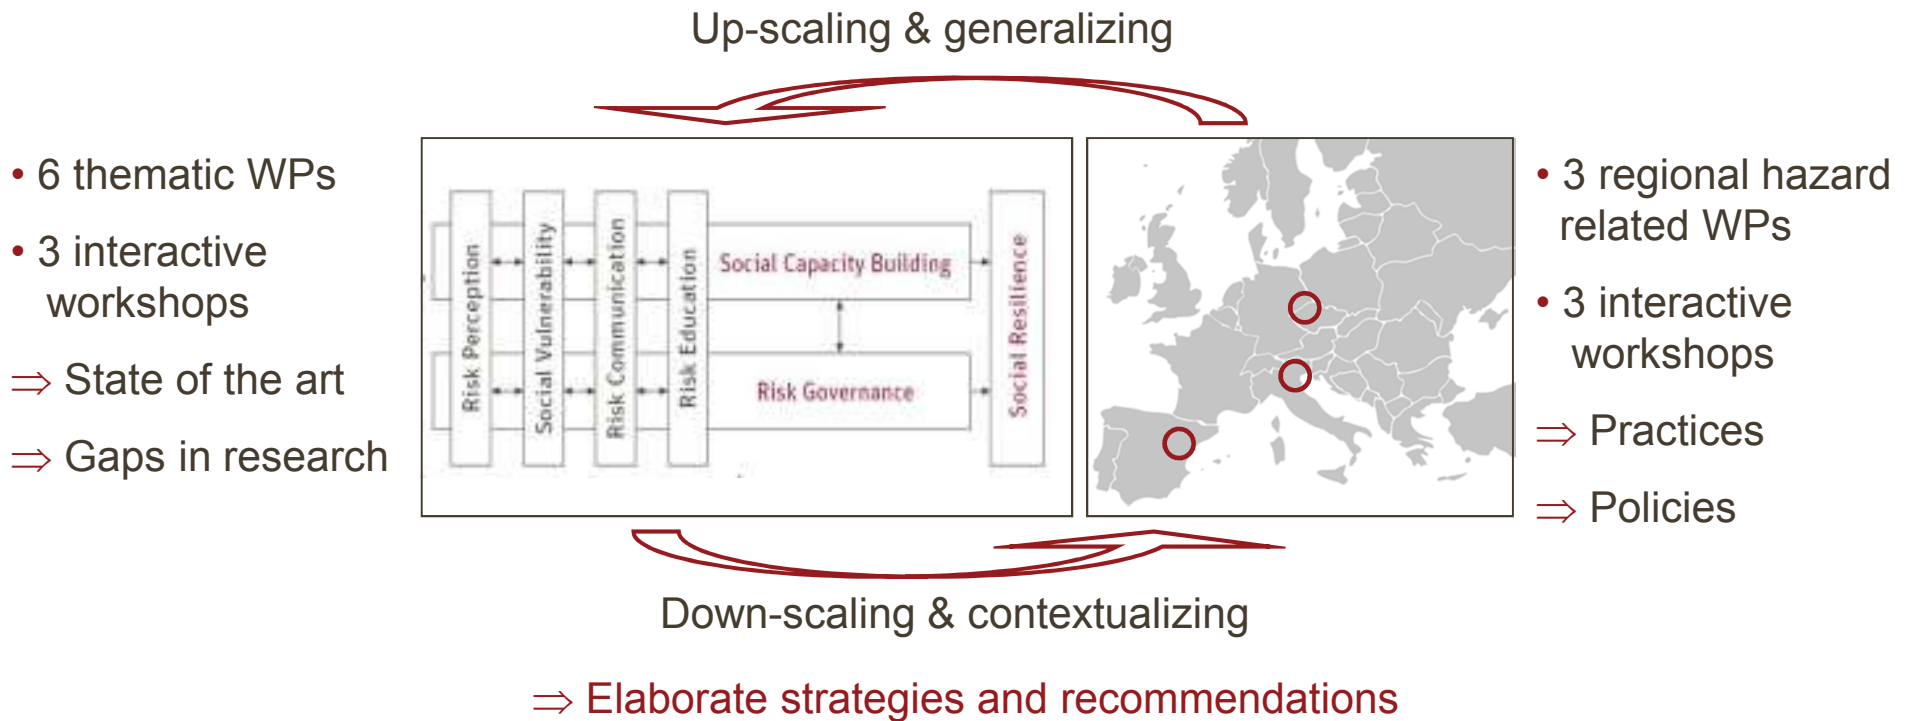 Up-scaling & generalizing
• 6 thematic WPs
• 3 interactive
workshops
⇒ State of the art
⇒ Gaps in research
Risk Perception
Social Vulnerability
Risk Communication
Risk Education
Social Capacity Building
Risk Governance
Social Resilience
• 3 regional hazard
related WPs
• 3 interactive
workshops
⇒ Practices
⇒ Policies
Down-scaling & contextualizing
⇒ Elaborate strategies and recommendations